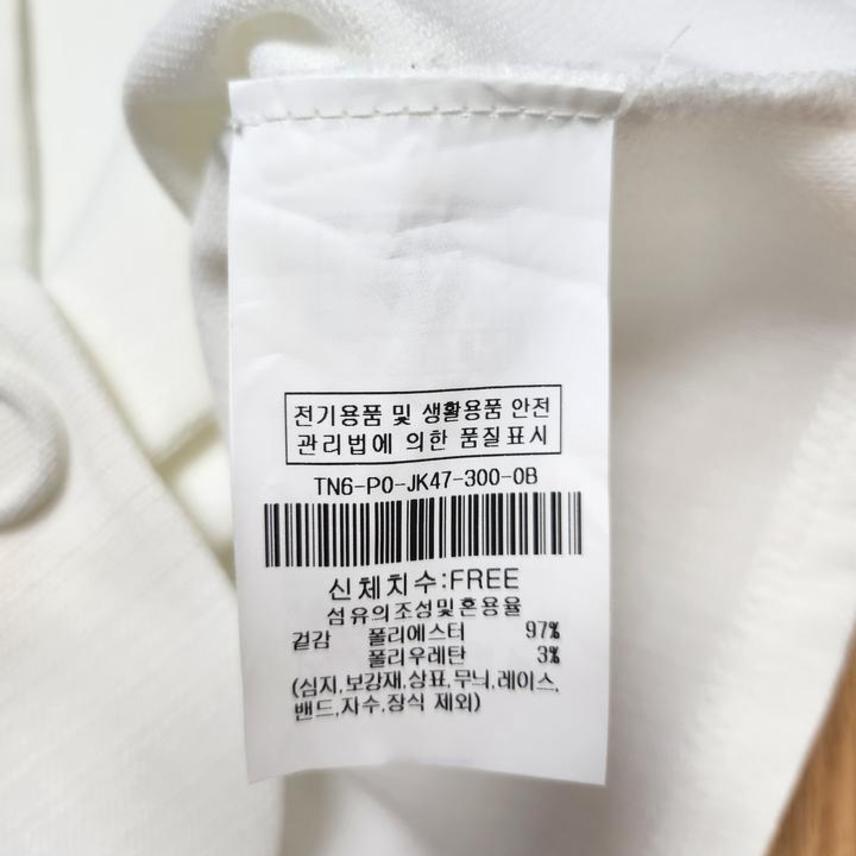 전기용품 및 생활용품 안전
관리법에 의한 품질표시
TN6-P0-JK47-300-0B
신체치수:FREE
섬유의조성및혼용율
겉감 폴리에스터 97%
폴리우레탄 3%
(심지,보강재,상표,무늬,레이스,
밴드,자수,장식 제외)